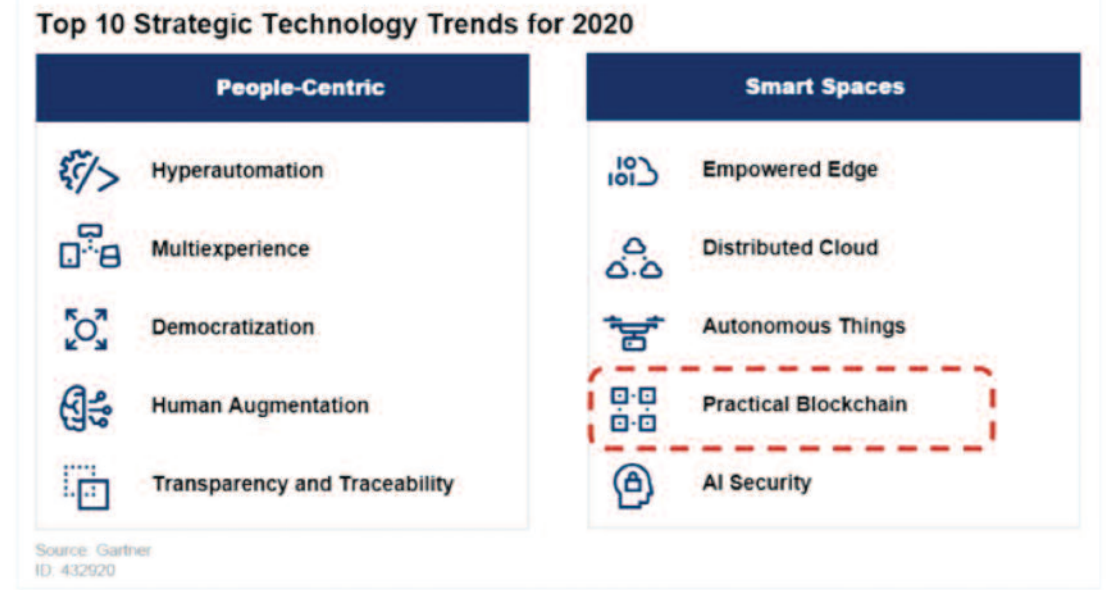 Top 10 Strategic Technology Trends for 2020
People-Centric
Hyperautomation
Multiexperience
Democratization
Human Augmentation
Transparency and Traceability
Smart Spaces
Empowered Edge
Distributed Cloud
Autonomous Things
Practical Blockchain
AI Security
Source: Gartner
ID: 432920